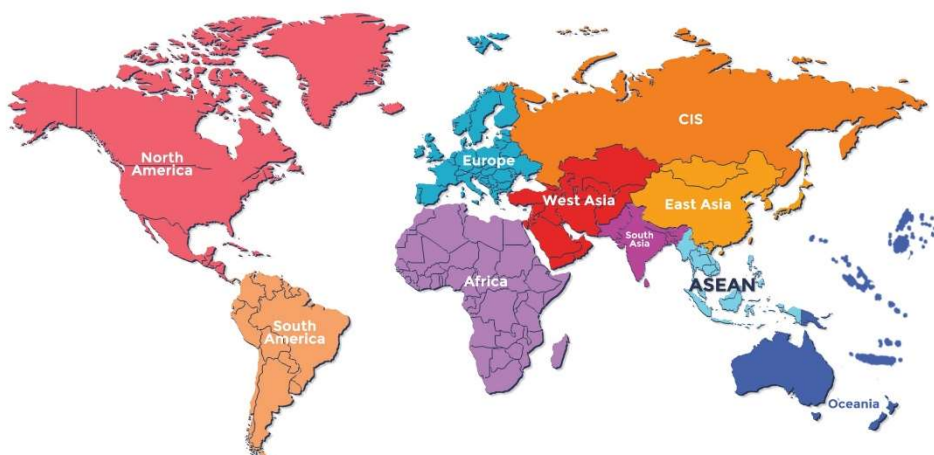 North
America
South
America
Europe
Africa
CIS
West Asia
East Asia
South
Asia
ASEAN
Oceania